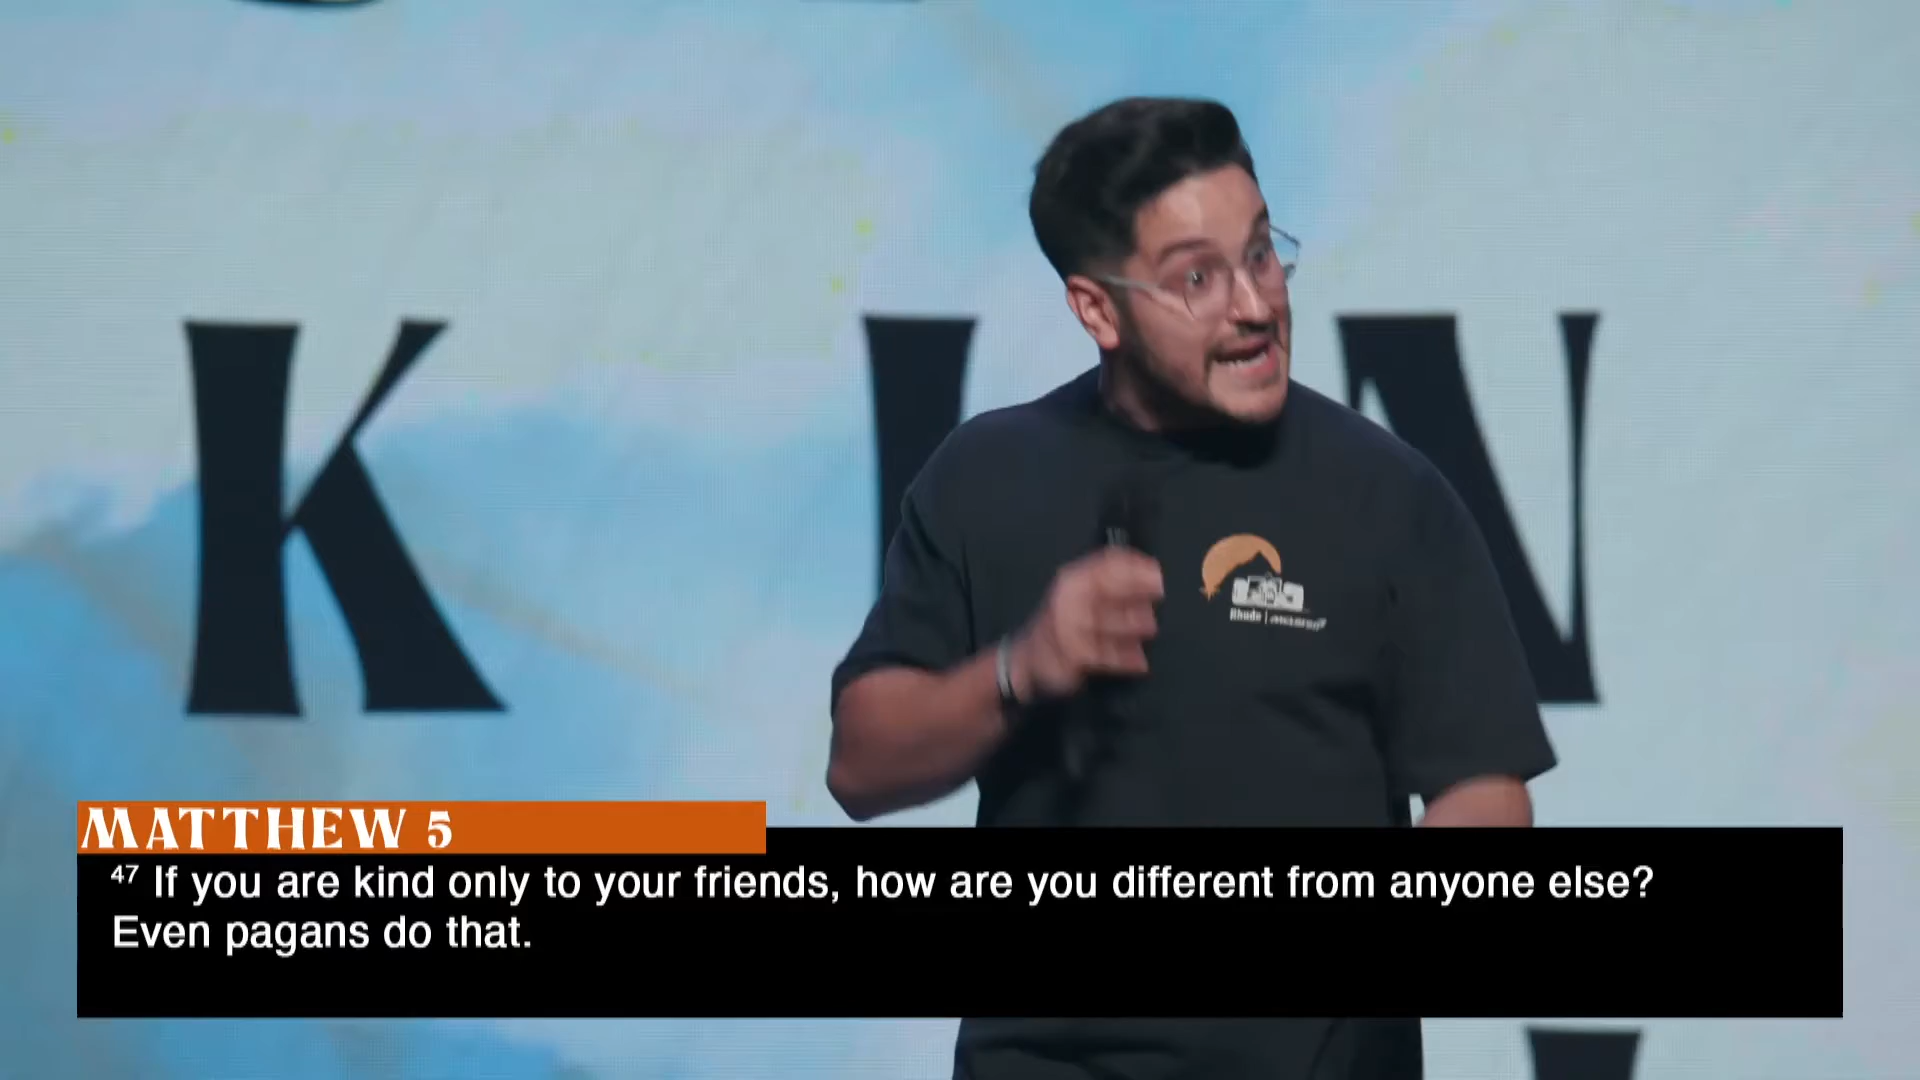 K I N
MATTHEW 5
47 If you are kind only to your friends, how are you different from anyone else?
Even pagans do that.
Rhude |